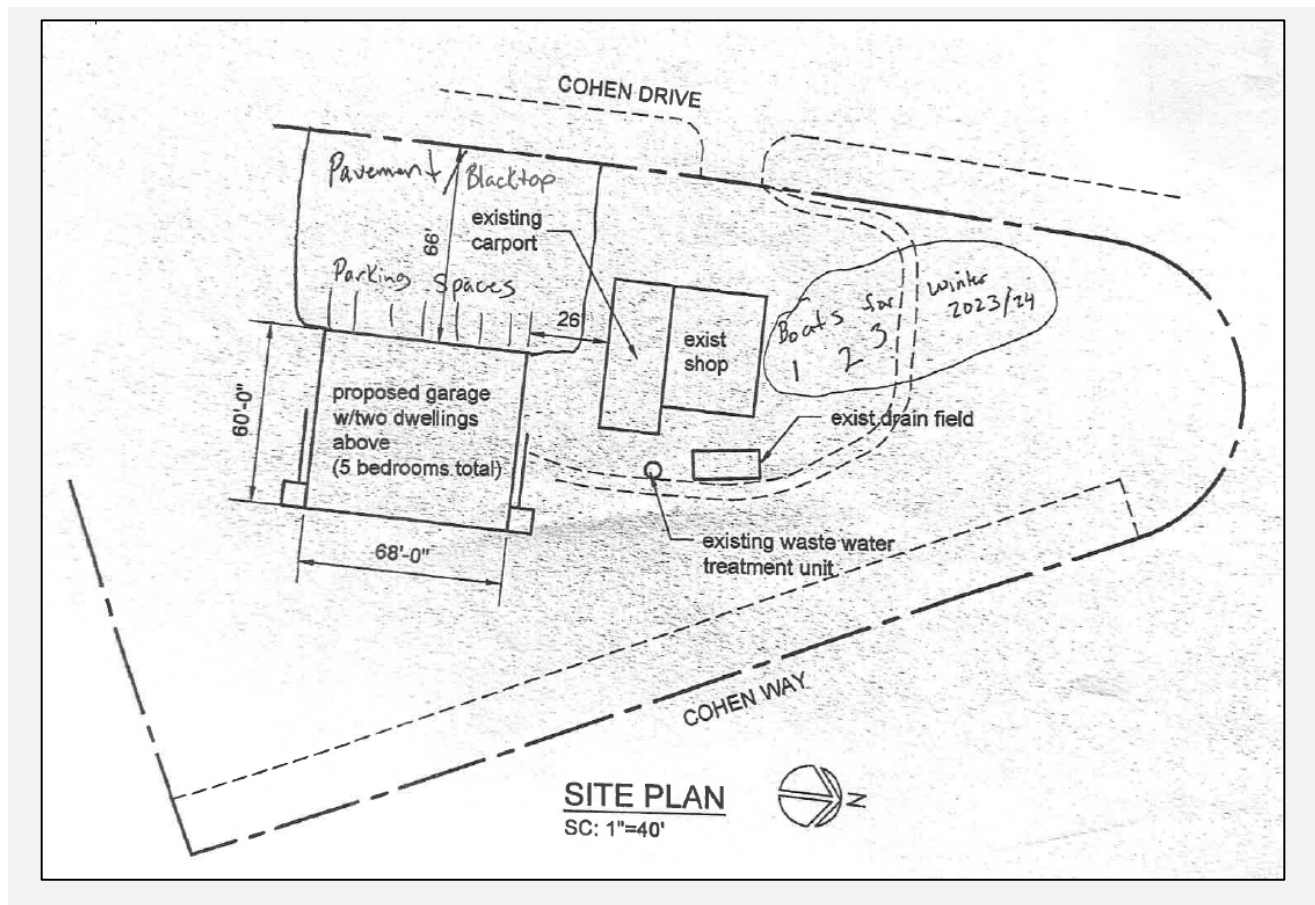 COHEN DRIVE
Pavement / Blacktop
existing
carport
66'
Parking Spaces
26'
exist
shop
Boats for Winter
2023/24
1 2 3
60'-0"
proposed garage
w/two dwellings
above
(5 bedrooms total)
exist drain field
68'-0"
existing waste water
treatment unit
COHEN WAY
SITE PLAN
SC: 1"=40'
N